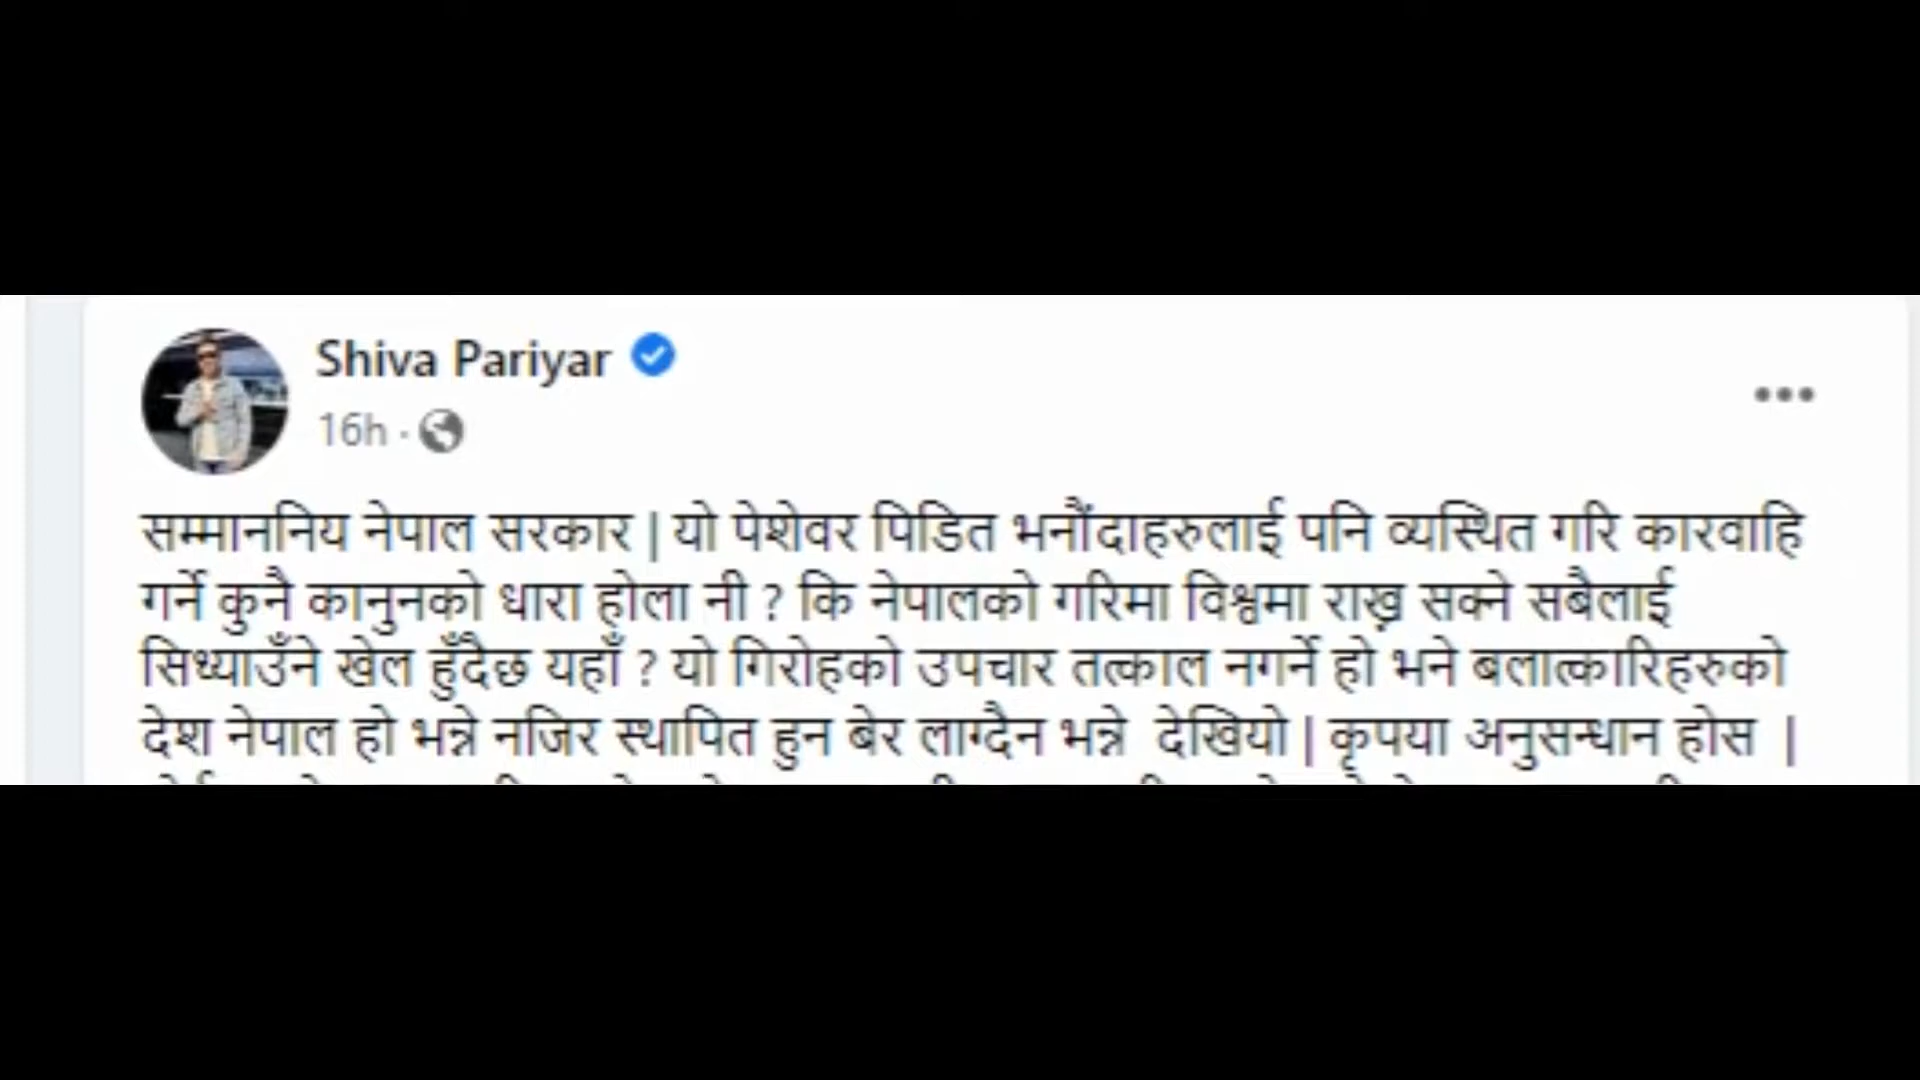 Shiva Pariyar
16h ·
सम्माननिय नेपाल सरकार | यो पेशेवर पिडित भनौंदाहरुलाई पनि व्यस्थित गरि कारवाहि
गर्ने कुनै कानुनको धारा होला नी ? कि नेपालको गरिमा विश्वमा राख़ सक्ने सबैलाई
सिध्याउँने खेल हुँदैछ यहाँ ? यो गिरोहको उपचार तत्काल नगर्ने हो भने बलात्कारिहरुको
देश नेपाल हो भन्ने नजिर स्थापित हुन बेर लाग्दैन भन्ने देखियो | कृपया अनुसन्धान होस |